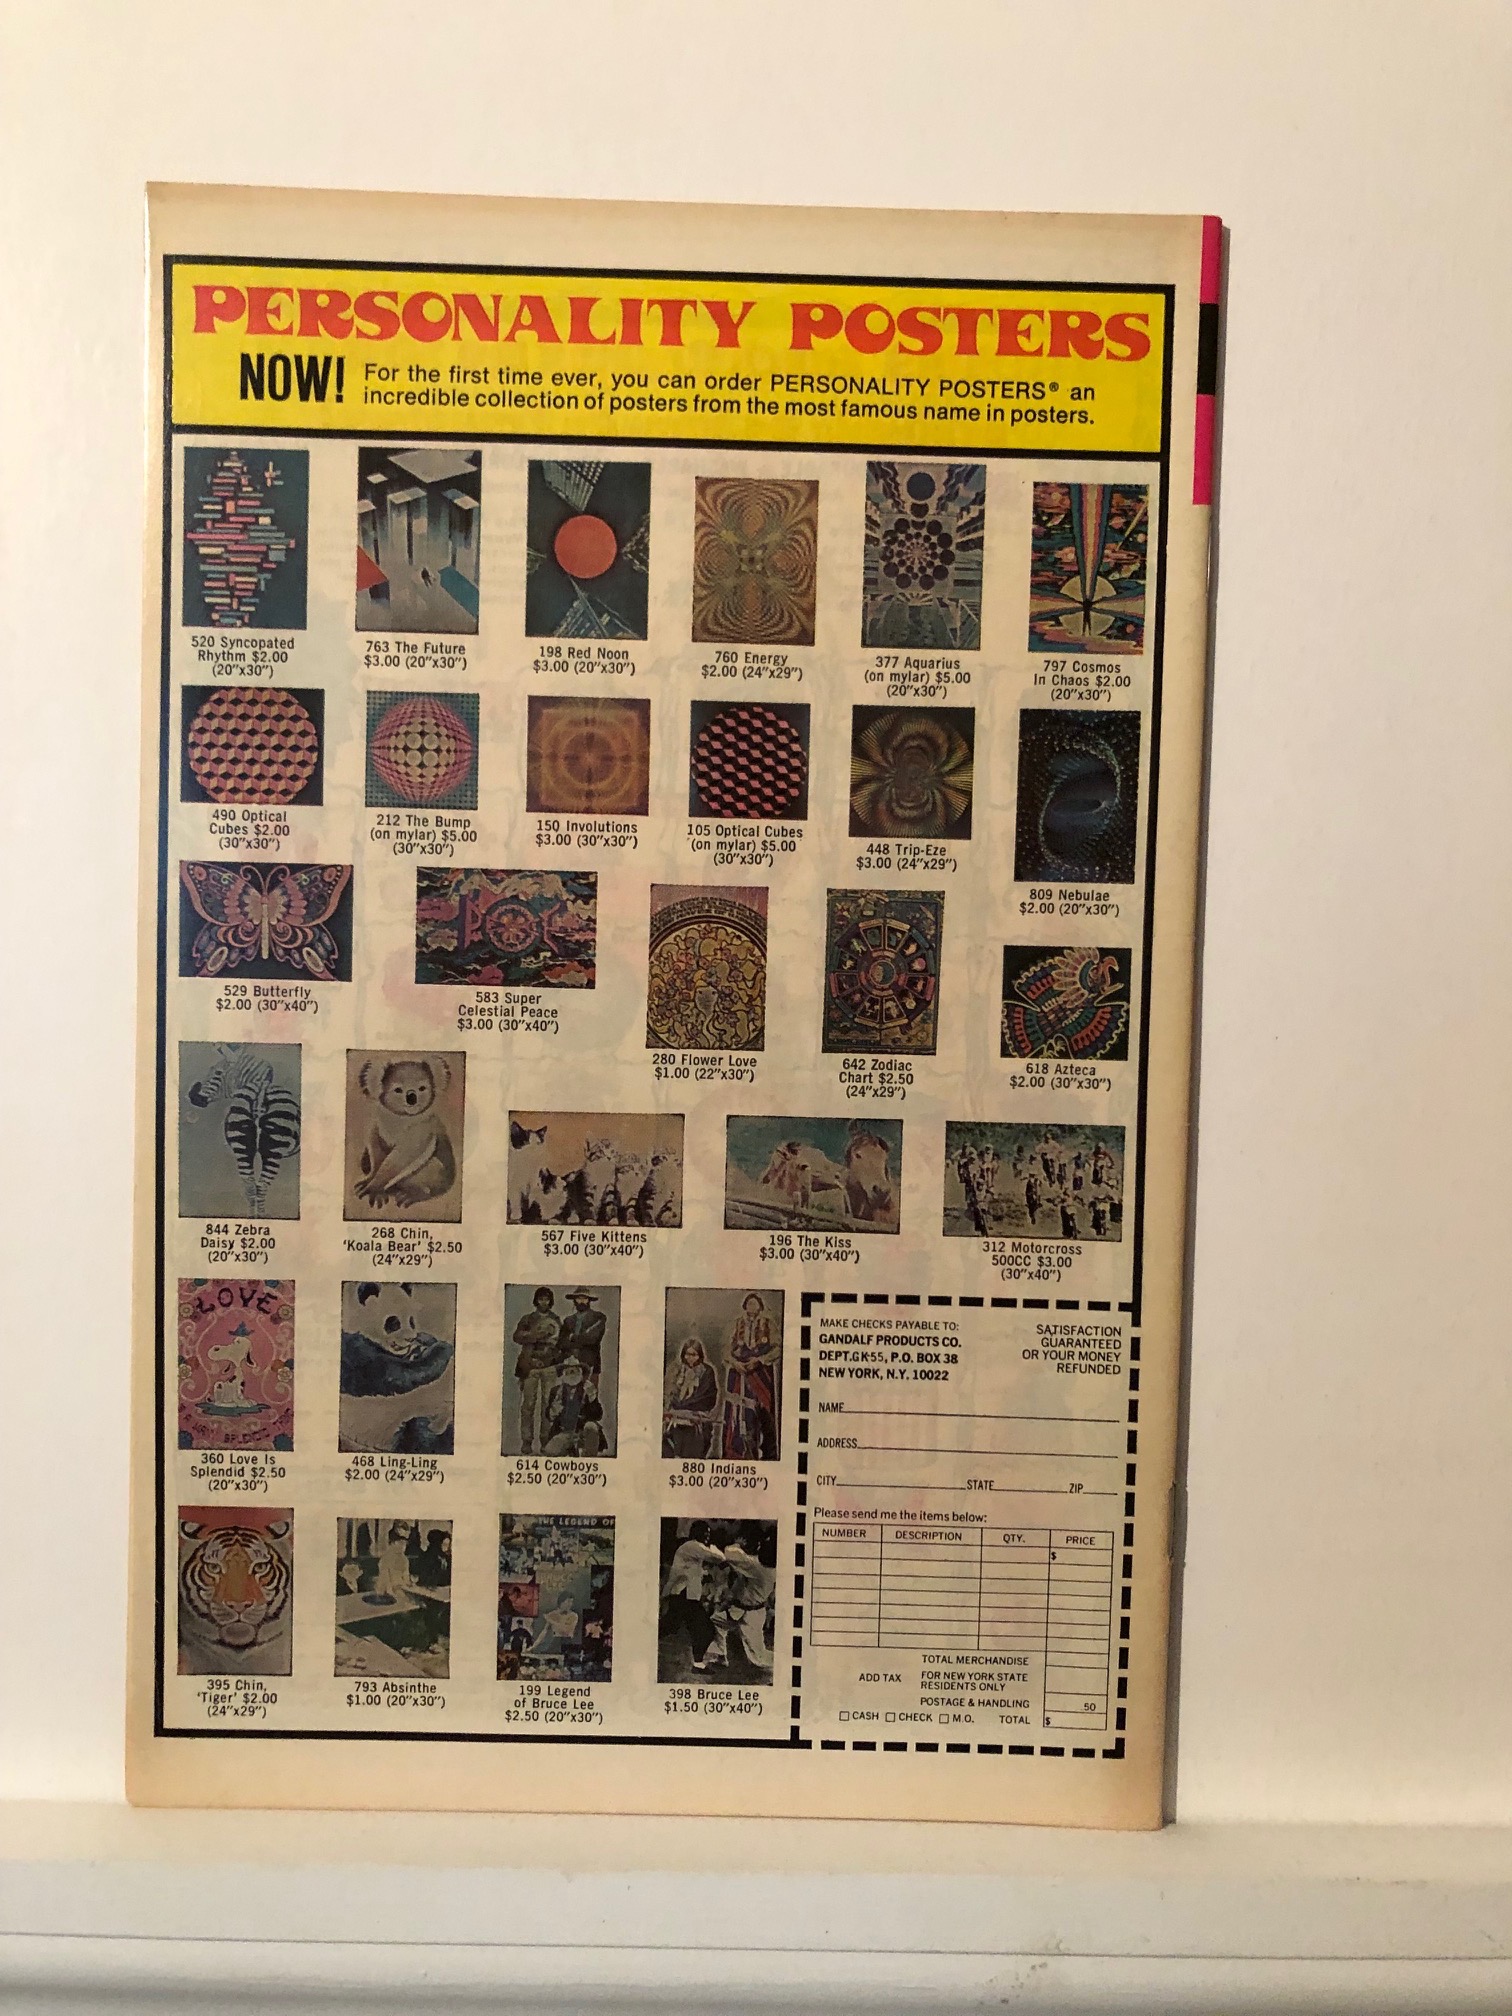 PERSONALITY POSTERS
NOW! For the first time ever, you can order PERSONALITY POSTERS® an
incredible collection of posters from the most famous name in posters.
520 Syncopated
Rhythm $2.00
(20"x30")
763 The Future
$3.00 (20"x30")
198 Red Noon
$3.00 (20"x30")
760 Energy
$2.00 (24"x29")
377 Aquarius
(on mylar) $5.00
(20"x30")
797 Cosmos
In Chaos $2.00
(20"x30")
490 Optical
Cubes $2.00
(30"x30")
212 The Bump
(on mylar) $5.00
(30"x30")
150 Involutions
$3.00 (30"x30")
105 Optical Cubes
(on mylar) $5.00
(30"x30")
448 Trip-Eze
$3.00 (24"x29")
809 Nebulae
$2.00 (20"x30")
529 Butterfly
$2.00 (30"x40")
583 Super
Celestial Peace
$3.00 (30"x40")
280 Flower Love
$1.00 (22"x30")
642 Zodiac
Chart $2.50
(24"x29")
618 Azteca
$2.00 (30"x30")
844 Zebra
Daisy $2.00
(20"x30")
268 Chin,
'Koala Bear' $2.50
(24"x29")
567 Five Kittens
$3.00 (30"x40")
196 The Kiss
$3.00 (30"x40")
312 Motorcross
500CC $3.00
(30"x40")
LOVE
SPLENDID
360 Love Is
Splendid $2.50
(20"x30")
468 Ling-Ling
$2.00 (24"x29")
614 Cowboys
$2.50 (20"x30")
880 Indians
$3.00 (20"x30")
395 Chin,
'Tiger' $2.00
(24"x29")
793 Absinthe
$1.00 (20"x30")
THE LEGEND OF
BRUCE LEE
199 Legend
of Bruce Lee
$2.50 (20"x30")
398 Bruce Lee
$1.50 (30"x40")
MAKE CHECKS PAYABLE TO:
GANDALF PRODUCTS CO.
DEPT.GK-55, P.O. BOX 38
NEW YORK, N.Y. 10022
SATISFACTION
GUARANTEED
OR YOUR MONEY
REFUNDED
NAME
ADDRESS
CITY STATE ZIP
Please send me the items below:
NUMBER DESCRIPTION QTY. PRICE
$
TOTAL MERCHANDISE
ADD TAX FOR NEW YORK STATE
RESIDENTS ONLY
POSTAGE & HANDLING .50
☐ CASH ☐ CHECK ☐ M.O. TOTAL $